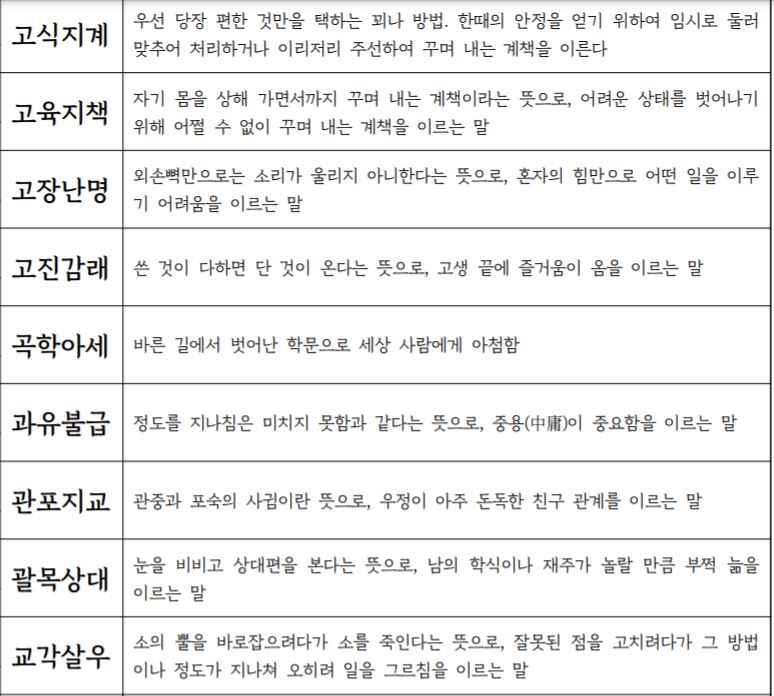 고식지계
우선 당장 편한 것만을 택하는 꾀나 방법. 한때의 안정을 얻기 위하여 임시로 둘러
맞추어 처리하거나 이리저리 주선하여 꾸며 내는 계책을 이른다
고육지책
자기 몸을 상해 가면서까지 꾸며 내는 계책이라는 뜻으로, 어려운 상태를 벗어나기
위해 어쩔 수 없이 꾸며 내는 계책을 이르는 말
고장난명
외손뼉만으로는 소리가 울리지 아니한다는 뜻으로, 혼자의 힘만으로 어떤 일을 이루
기 어려움을 이르는 말
고진감래
쓴 것이 다하면 단 것이 온다는 뜻으로, 고생 끝에 즐거움이 옴을 이르는 말
곡학아세
바른 길에서 벗어난 학문으로 세상 사람에게 아첨함
과유불급
정도를 지나침은 미치지 못함과 같다는 뜻으로, 중용(中庸)이 중요함을 이르는 말
관포지교
관중과 포숙의 사귐이란 뜻으로, 우정이 아주 돈독한 친구 관계를 이르는 말
괄목상대
눈을 비비고 상대편을 본다는 뜻으로, 남의 학식이나 재주가 놀랄 만큼 부쩍 늚을
이르는 말
교각살우
소의 뿔을 바로잡으려다가 소를 죽인다는 뜻으로, 잘못된 점을 고치려다가 그 방법
이나 정도가 지나쳐 오히려 일을 그르침을 이르는 말